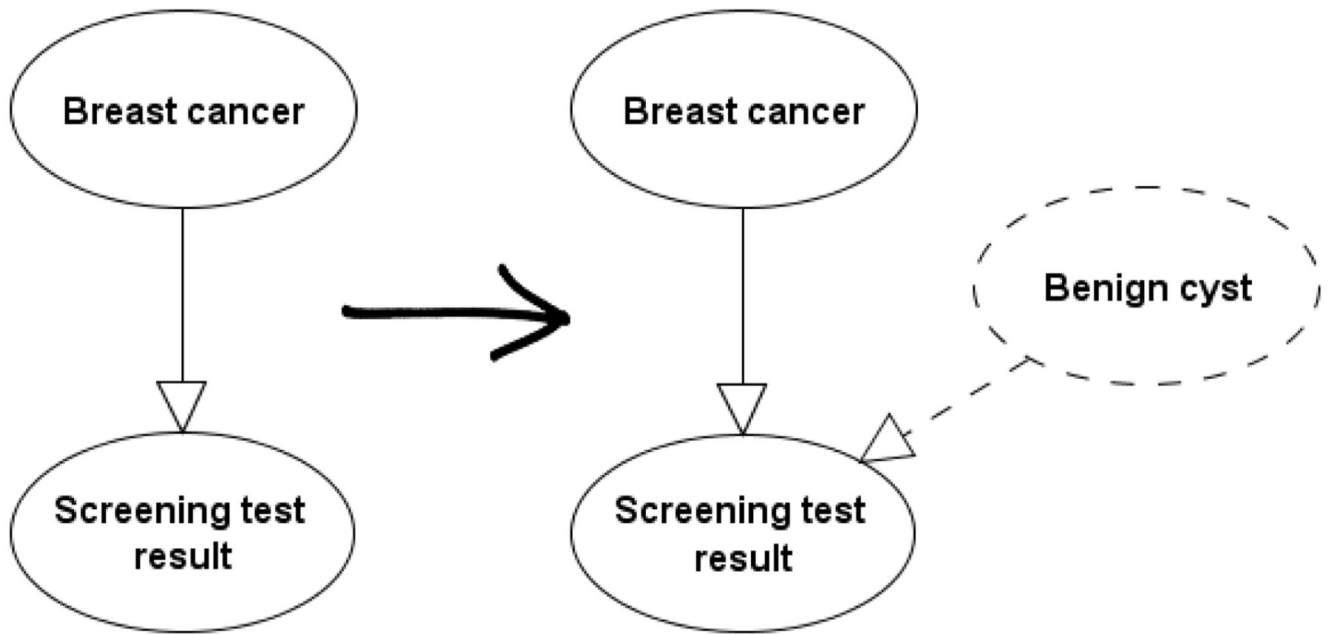 Breast cancer
Screening test
result
Breast cancer
Benign cyst
Screening test
result